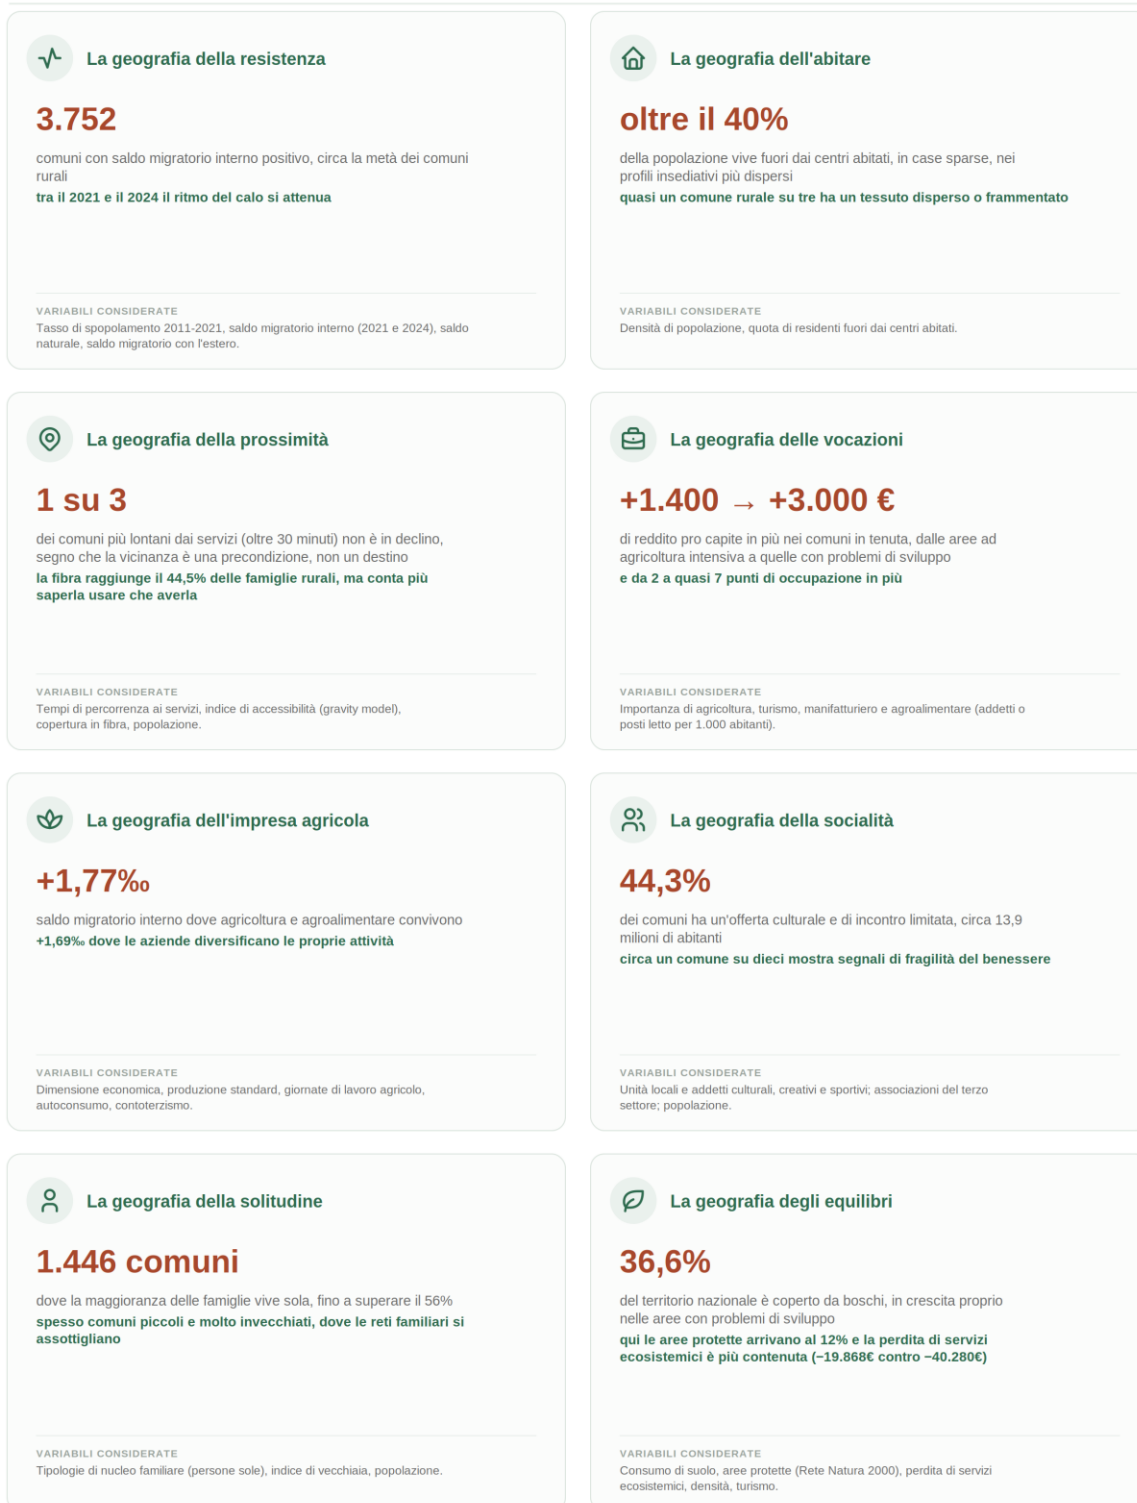 La geografia della resistenza
3.752
comuni con saldo migratorio interno positivo, circa la metà dei comuni
rurali
tra il 2021 e il 2024 il ritmo del calo si attenua
VARIABILI CONSIDERATE
Tasso di spopolamento 2011-2021, saldo migratorio interno (2021 e 2024), saldo
naturale, saldo migratorio con l'estero.
La geografia dell'abitare
oltre il 40%
della popolazione vive fuori dai centri abitati, in case sparse, nei
profili insediativi più dispersi
quasi un comune rurale su tre ha un tessuto disperso o frammentato
VARIABILI CONSIDERATE
Densità di popolazione, quota di residenti fuori dai centri abitati.
La geografia della prossimità
1 su 3
dei comuni più lontani dai servizi (oltre 30 minuti) non è in declino,
segno che la vicinanza è una precondizione, non un destino
la fibra raggiunge il 44,5% delle famiglie rurali, ma conta più
saperla usare che averla
VARIABILI CONSIDERATE
Tempi di percorrenza ai servizi, indice di accessibilità (gravity model),
copertura in fibra, popolazione.
La geografia delle vocazioni
+1.400 → +3.000 €
di reddito pro capite in più nei comuni in tenuta, dalle aree ad
agricoltura intensiva a quelle con problemi di sviluppo
e da 2 a quasi 7 punti di occupazione in più
VARIABILI CONSIDERATE
Importanza di agricoltura, turismo, manifatturiero e agroalimentare (addetti o
posti letto per 1.000 abitanti).
La geografia dell'impresa agricola
+1,77‰
saldo migratorio interno dove agricoltura e agroalimentare convivono
+1,69‰ dove le aziende diversificano le proprie attività
VARIABILI CONSIDERATE
Dimensione economica, produzione standard, giornate di lavoro agricolo,
autoconsumo, contoterzismo.
La geografia della socialità
44,3%
dei comuni ha un'offerta culturale e di incontro limitata, circa 13,9
milioni di abitanti
circa un comune su dieci mostra segnali di fragilità del benessere
VARIABILI CONSIDERATE
Unità locali e addetti culturali, creativi e sportivi; associazioni del terzo
settore; popolazione.
La geografia della solitudine
1.446 comuni
dove la maggioranza delle famiglie vive sola, fino a superare il 56%
spesso comuni piccoli e molto invecchiati, dove le reti familiari si
assottigliano
VARIABILI CONSIDERATE
Tipologie di nucleo familiare (persone sole), indice di vecchiaia, popolazione.
La geografia degli equilibri
36,6%
del territorio nazionale è coperto da boschi, in crescita proprio
nelle aree con problemi di sviluppo
qui le aree protette arrivano al 12% e la perdita di servizi
ecosistemici è più contenuta (−19.868€ contro −40.280€)
VARIABILI CONSIDERATE
Consumo di suolo, aree protette (Rete Natura 2000), perdita di servizi
ecosistemici, densità, turismo.